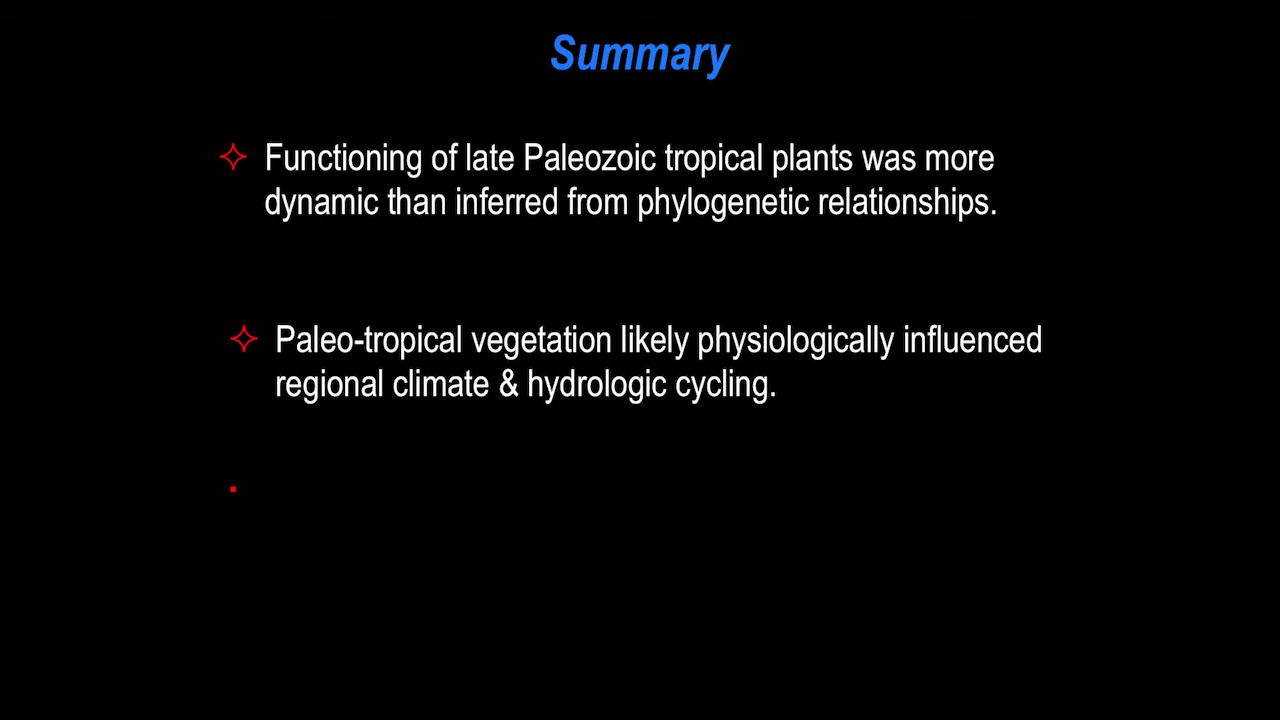 Summary
Functioning of late Paleozoic tropical plants was more
dynamic than inferred from phylogenetic relationships.
Paleo-tropical vegetation likely physiologically influenced
regional climate & hydrologic cycling.